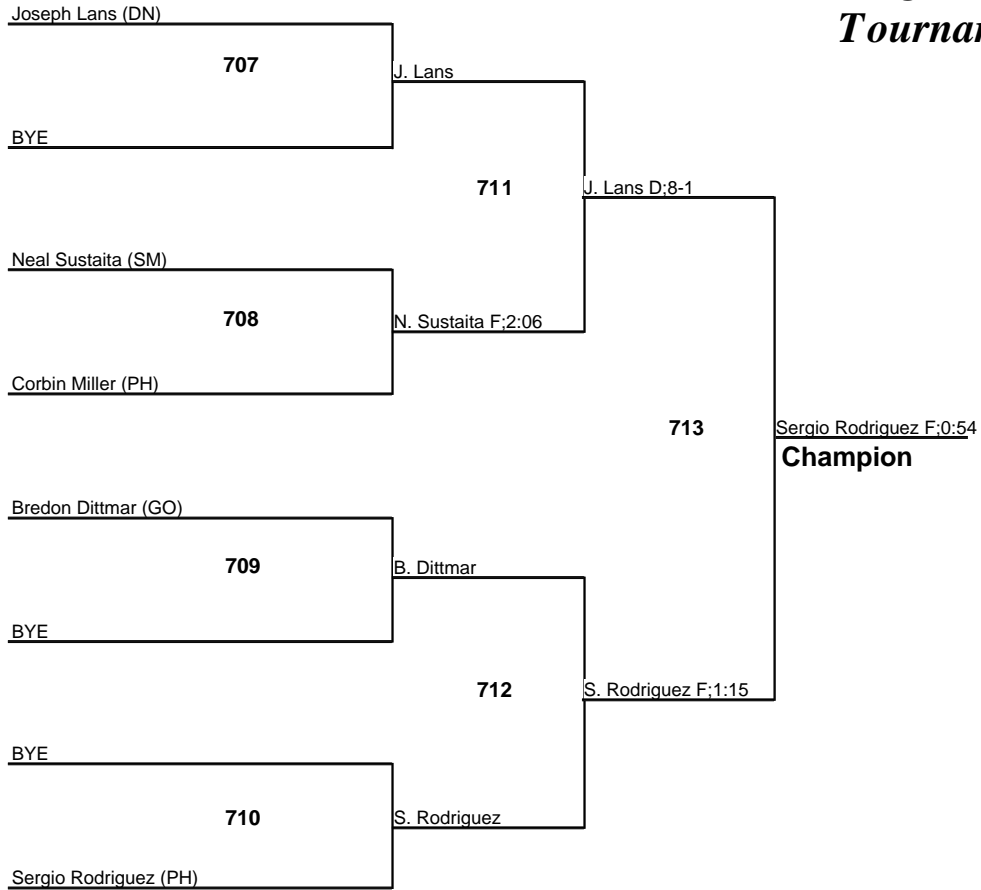 Joseph Lans (DN)
707
J. Lans
BYE
711
J. Lans D;8-1
Neal Sustaita (SM)
708
N. Sustaita F;2:06
Corbin Miller (PH)
713
Sergio Rodriguez F;0:54
Champion
Bredon Dittmar (GO)
709
B. Dittmar
BYE
712
S. Rodriguez F;1:15
BYE
710
S. Rodriguez
Sergio Rodriguez (PH)